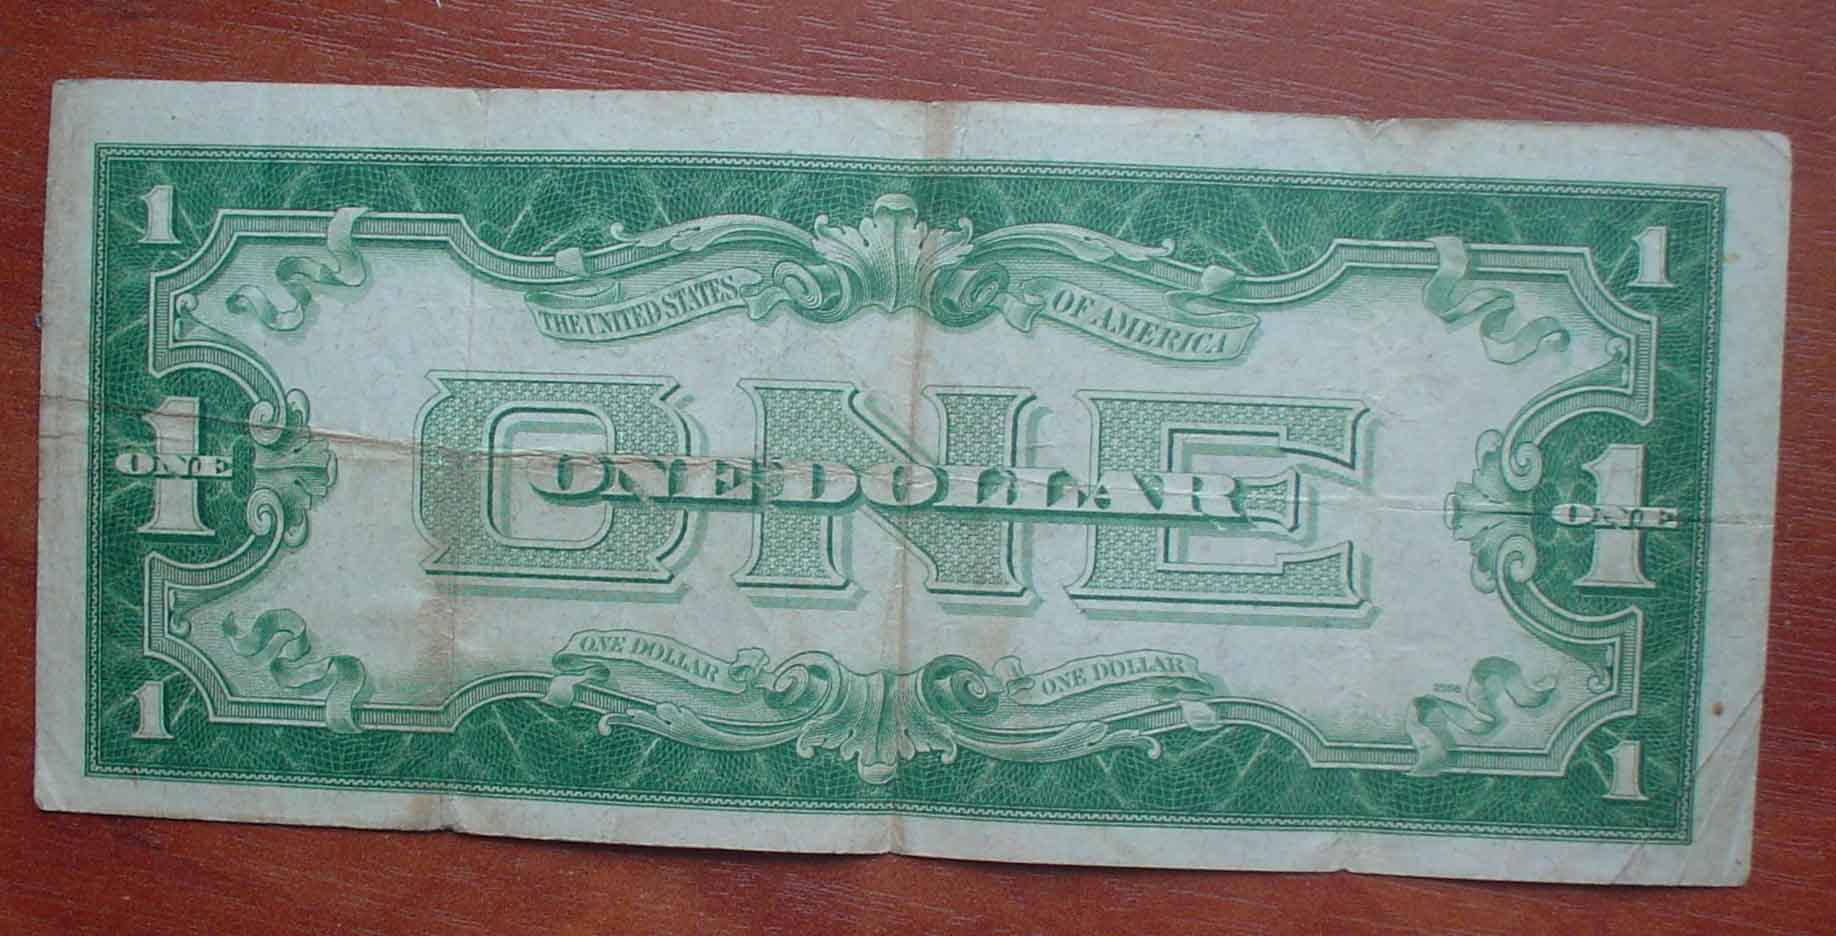 1 1
THE UNITED STATES OF AMERICA
ONE
ONE DOLLAR
1 ONE
1 ONE
ONE DOLLAR ONE DOLLAR
1 1